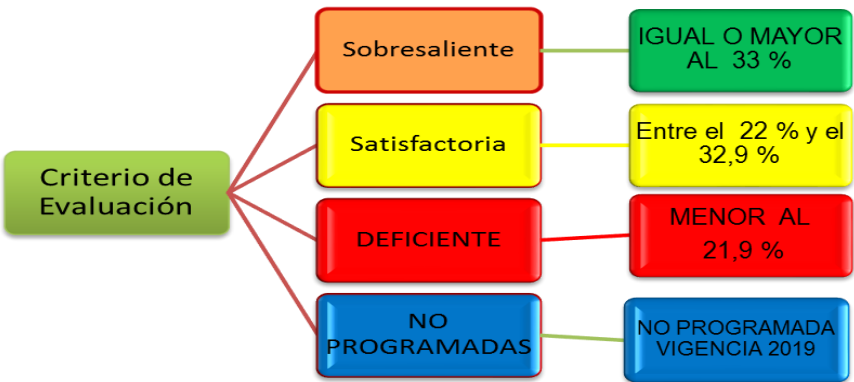 Criterio de
Evaluación
Sobresaliente
IGUAL O MAYOR
AL 33 %
Satisfactoria
Entre el 22 % y el
32,9 %
DEFICIENTE
MENOR AL
21,9 %
NO
PROGRAMADAS
NO PROGRAMADA
VIGENCIA 2019